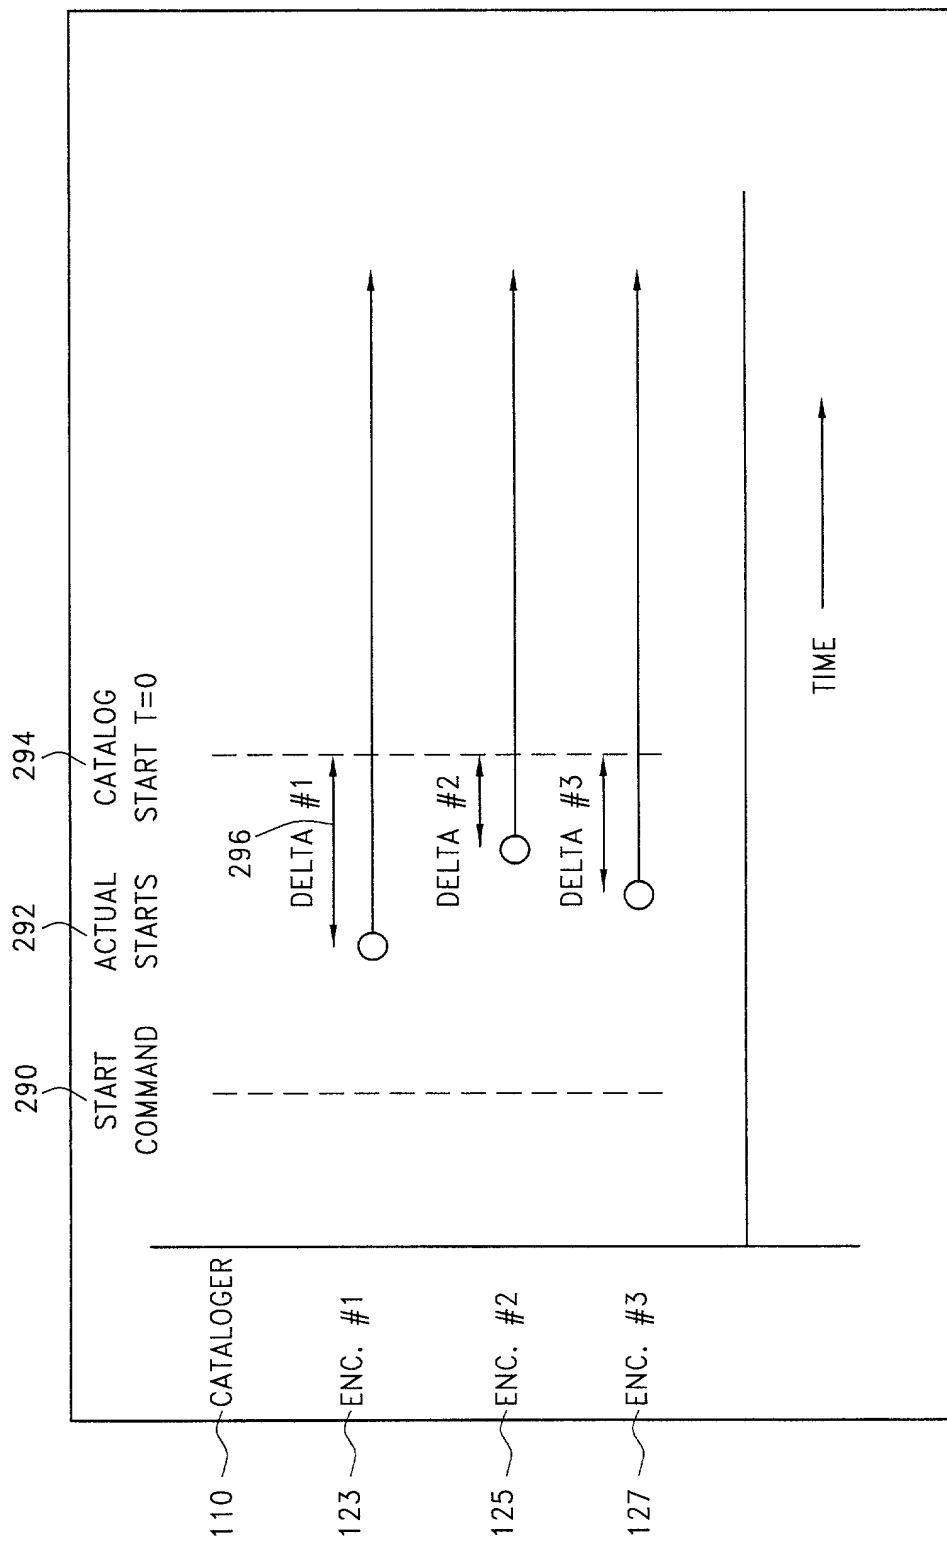 290
292
294
START
COMMAND
ACTUAL
STARTS
CATALOG
START T=0
110
CATALOGER
296
123
ENC. #1
DELTA #1
125
ENC. #2
DELTA #2
127
ENC. #3
DELTA #3
TIME